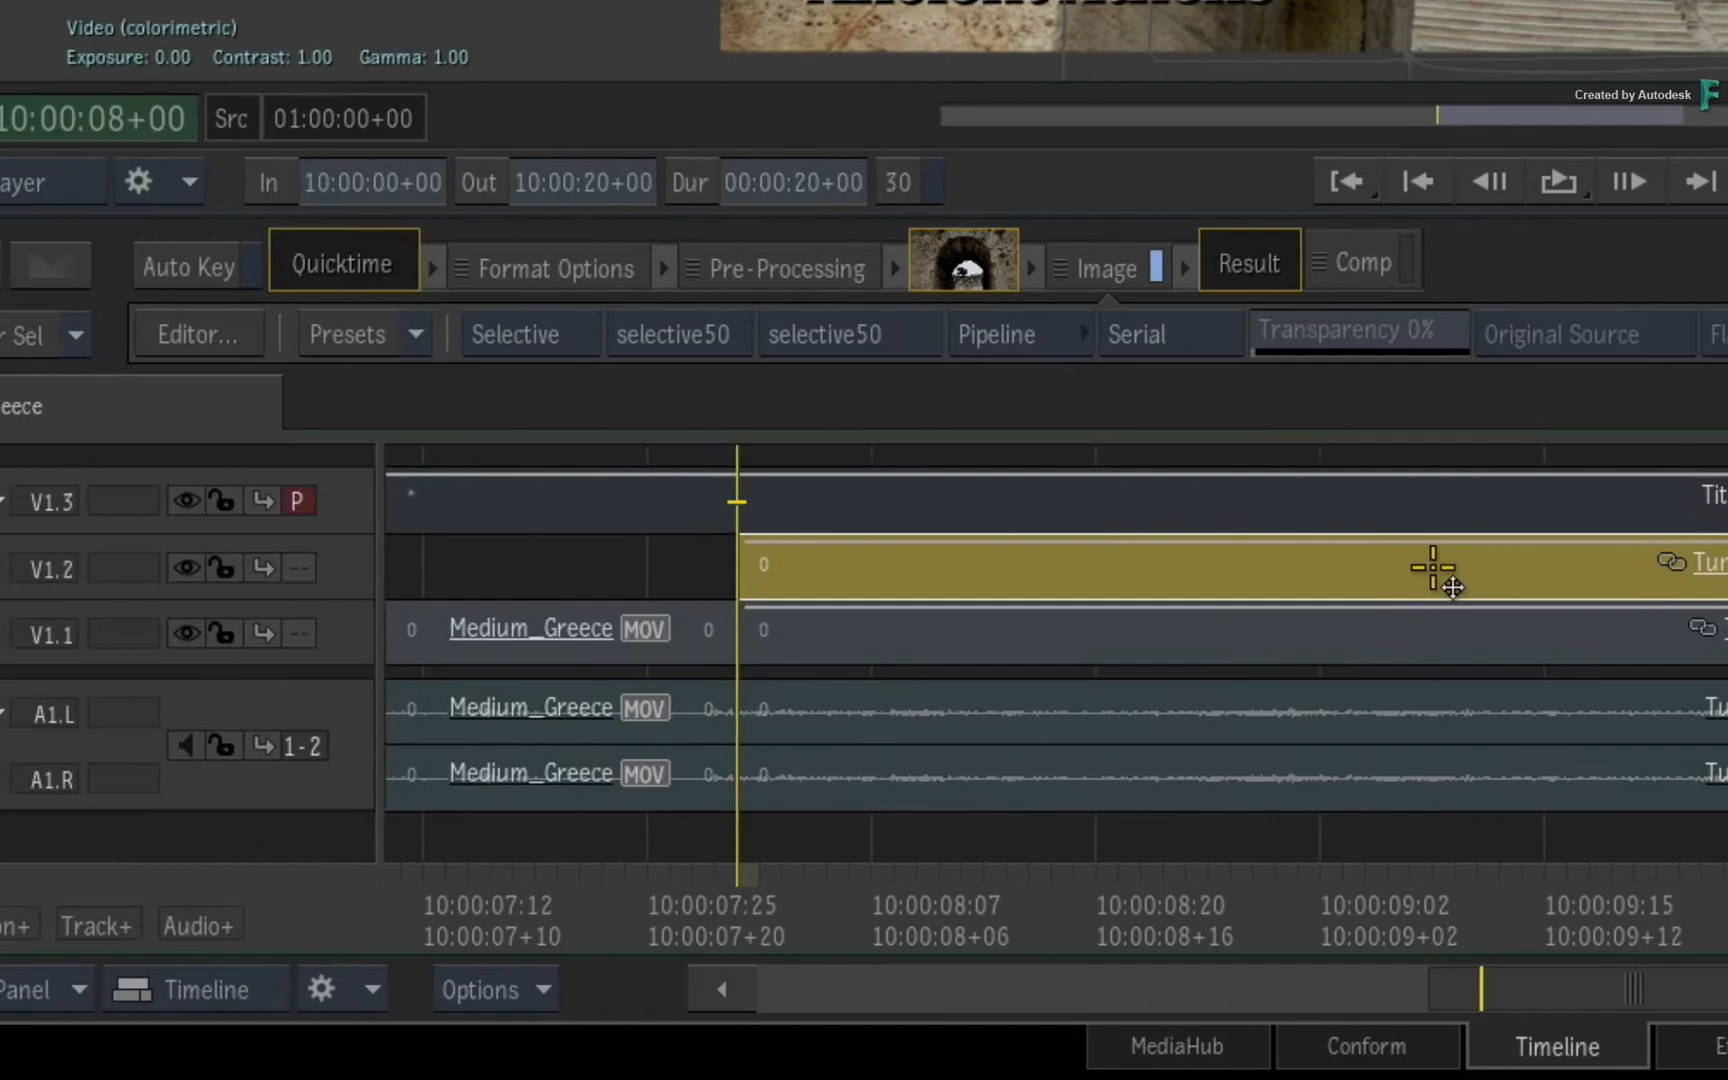 Video (colorimetric)
Exposure: 0.00 Contrast: 1.00 Gamma: 1.00
Created by Autodesk
10:00:08+00 Src 01:00:00+00
ayer In 10:00:00+00 Out 10:00:20+00 Dur 00:00:20+00 30
Auto Key Quicktime Format Options Pre-Processing Image Result Comp
r Sel Editor... Presets Selective selective50 selective50 Pipeline Serial Transparency 0% Original Source Fl
eece
V1.3 P * Tit
V1.2 -- 0 Tur
V1.1 -- 0 Medium_Greece MOV 0 0
A1.L 0 Medium_Greece MOV 0 0 Tu
1-2
A1.R 0 Medium_Greece MOV 0 0 Tu
10:00:07:12 10:00:07:25 10:00:08:07 10:00:08:20 10:00:09:02 10:00:09:15
on+ Track+ Audio+ 10:00:07+10 10:00:07+20 10:00:08+06 10:00:08+16 10:00:09+02 10:00:09+12
Panel Timeline Options
MediaHub Conform Timeline E